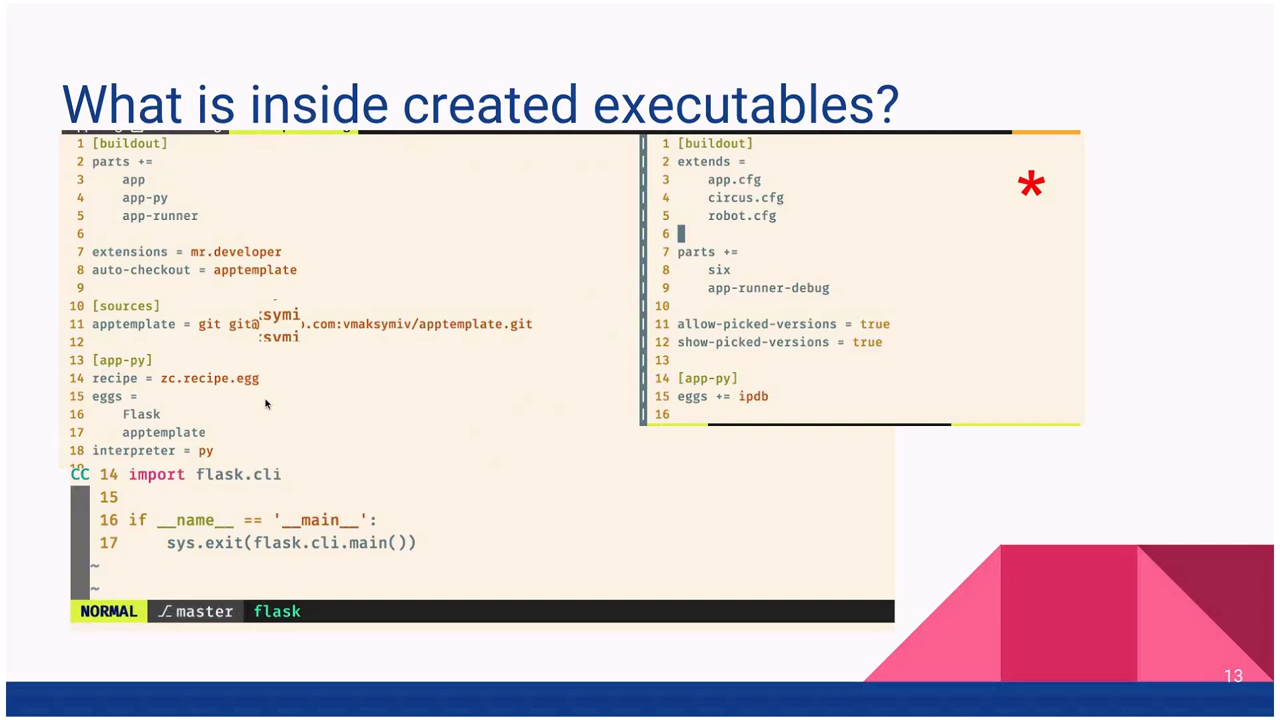 What is inside created executables?
1 [buildout]
2 parts +=
3 app
4 app-py
5 app-runner
6
7 extensions = mr.developer
8 auto-checkout = apptemplate
9
10 [sources]
11 apptemplate = git git@ .com:vmaksymiv/apptemplate.git
12
13 [app-py]
14 recipe = zc.recipe.egg
15 eggs =
16 Flask
17 apptemplate
18 interpreter = py
1 [buildout]
2 extends =
3 app.cfg
4 circus.cfg
5 robot.cfg
6
7 parts +=
8 six
9 app-runner-debug
10
11 allow-picked-versions = true
12 show-picked-versions = true
13
14 [app-py]
15 eggs += ipdb
16
*
CC 14 import flask.cli
15
16 if __name__ == '__main__':
17 sys.exit(flask.cli.main())
~
~
NORMAL master flask
13